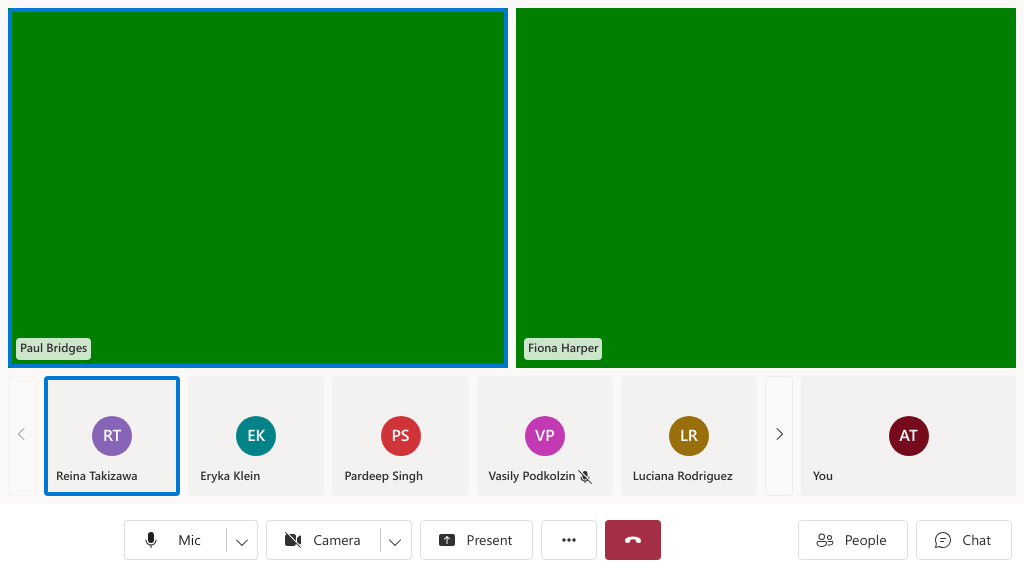 Paul Bridges
Fiona Harper
RT
EK
PS
VP
LR
AT
Reina Takizawa
Eryka Klein
Pardeep Singh
Vasily Podkolzin
Luciana Rodriguez
You
Mic
Camera
Present
People
Chat